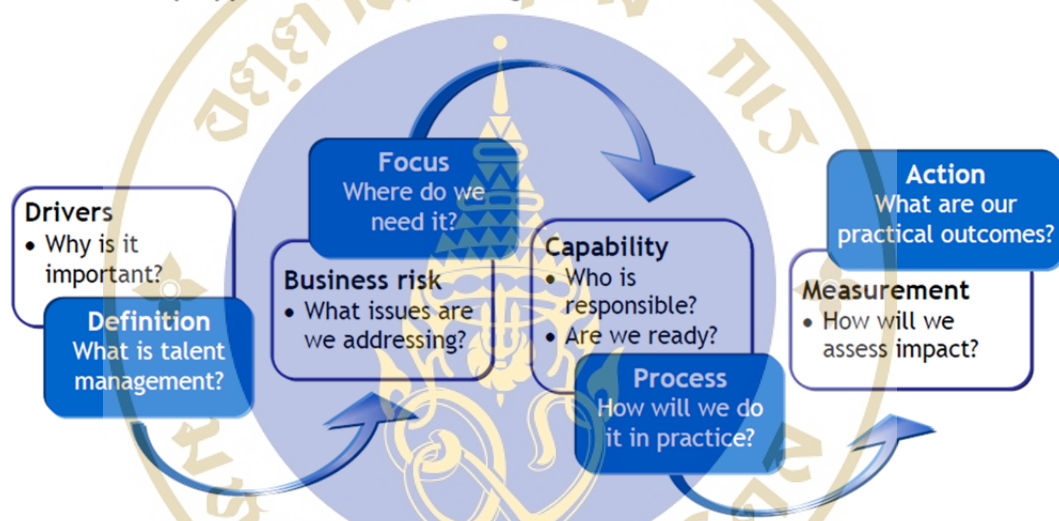 Drivers
• Why is it
important?
Definition
What is talent
management?
Focus
Where do we
need it?
Business risk
• What issues are
we addressing?
Capability
• Who is
responsible?
• Are we ready?
Process
How will we do
it in practice?
Action
What are our
practical outcomes?
Measurement
• How will we
assess impact?